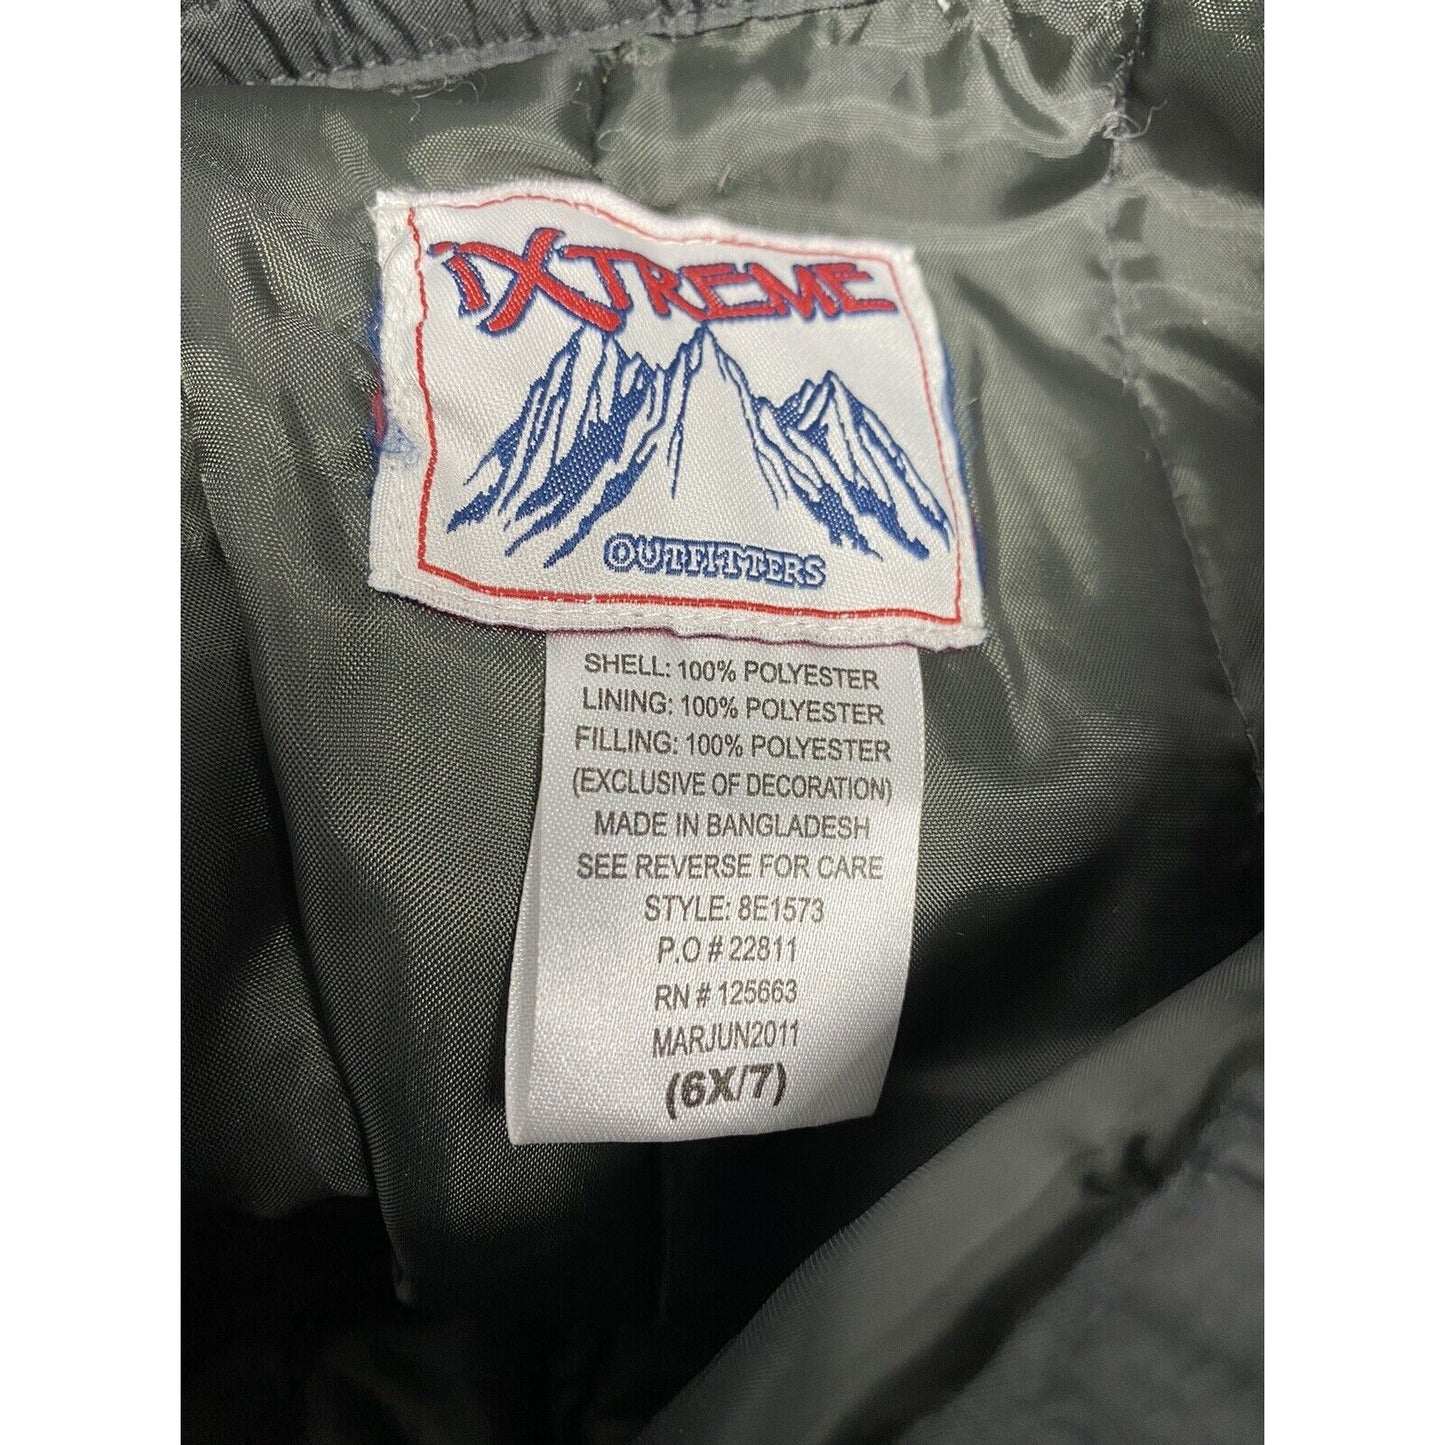 iXTREME
OUTFITTERS
SHELL: 100% POLYESTER
LINING: 100% POLYESTER
FILLING: 100% POLYESTER
(EXCLUSIVE OF DECORATION)
MADE IN BANGLADESH
SEE REVERSE FOR CARE
STYLE: 8E1573
P.O # 22811
RN # 125663
MARJUN2011
(6X/7)